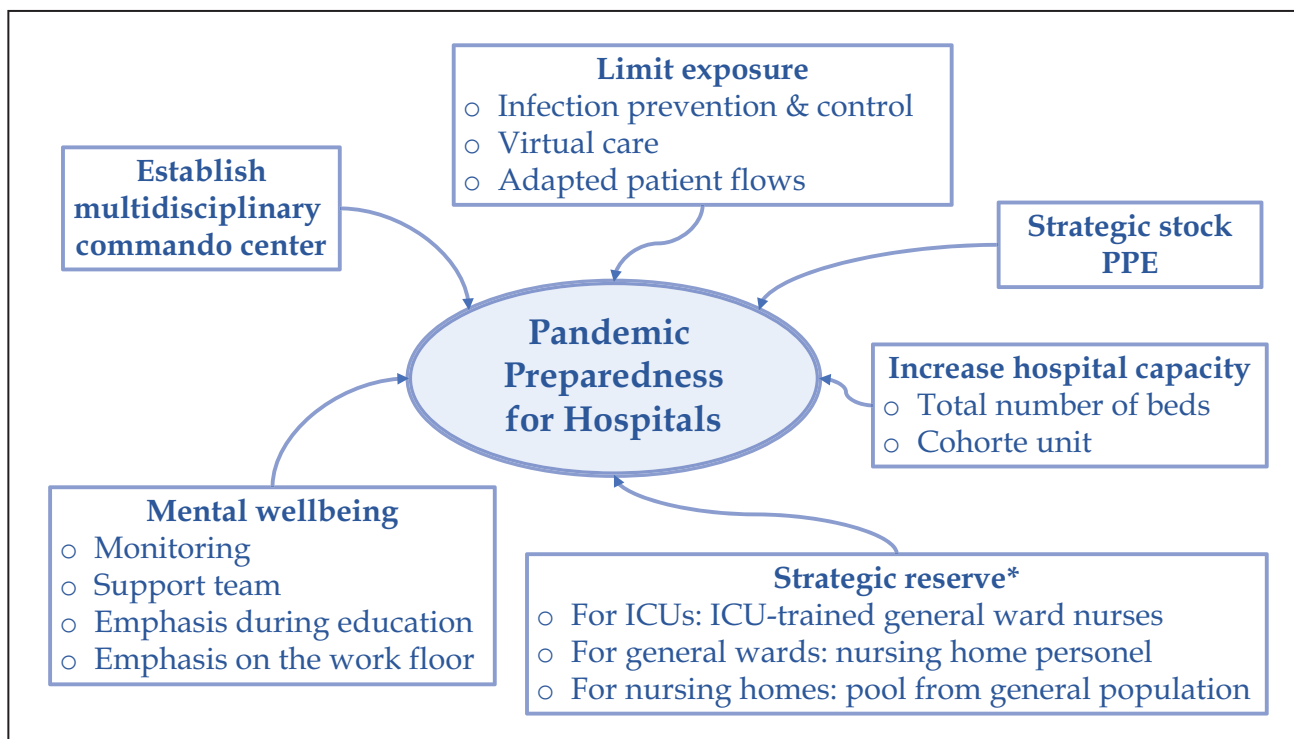 Limit exposure
o Infection prevention & control
o Virtual care
o Adapted patient flows
Establish
multidisciplinary
commando center
Strategic stock
PPE
Pandemic
Preparedness
for Hospitals
Increase hospital capacity
o Total number of beds
o Cohorte unit
Mental wellbeing
o Monitoring
o Support team
o Emphasis during education
o Emphasis on the work floor
Strategic reserve*
o For ICUs: ICU-trained general ward nurses
o For general wards: nursing home personel
o For nursing homes: pool from general population